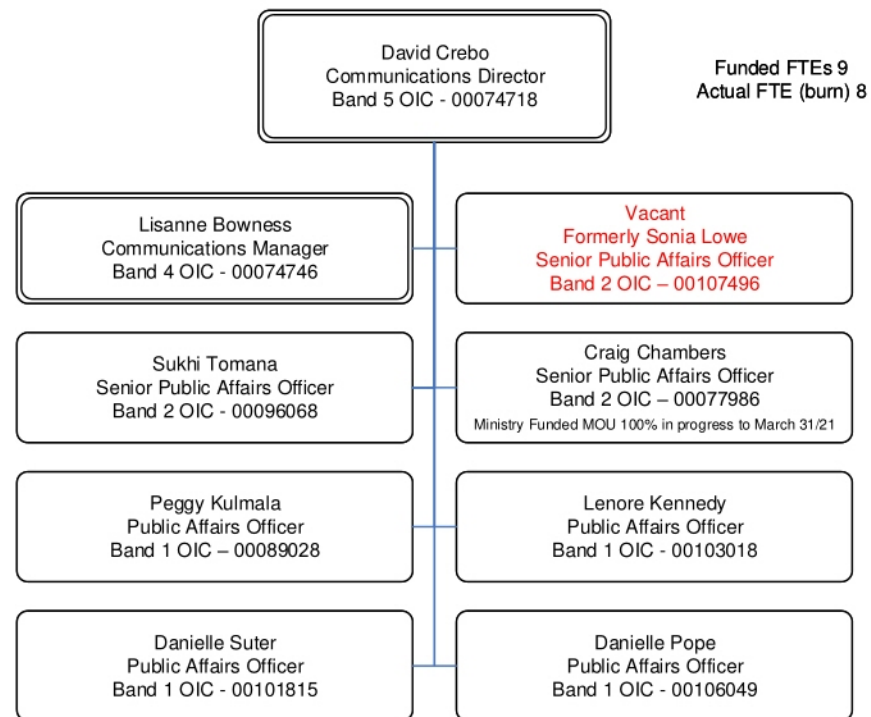 David Crebo
Communications Director
Band 5 OIC - 00074718
Funded FTEs 9
Actual FTE (burn) 8
Lisanne Bowness
Communications Manager
Band 4 OIC - 00074746
Vacant
Formerly Sonia Lowe
Senior Public Affairs Officer
Band 2 OIC – 00107496
Sukhi Tomana
Senior Public Affairs Officer
Band 2 OIC - 00096068
Craig Chambers
Senior Public Affairs Officer
Band 2 OIC – 00077986
Ministry Funded MOU 100% in progress to March 31/21
Peggy Kulmala
Public Affairs Officer
Band 1 OIC – 00089028
Lenore Kennedy
Public Affairs Officer
Band 1 OIC - 00103018
Danielle Suter
Public Affairs Officer
Band 1 OIC - 00101815
Danielle Pope
Public Affairs Officer
Band 1 OIC - 00106049